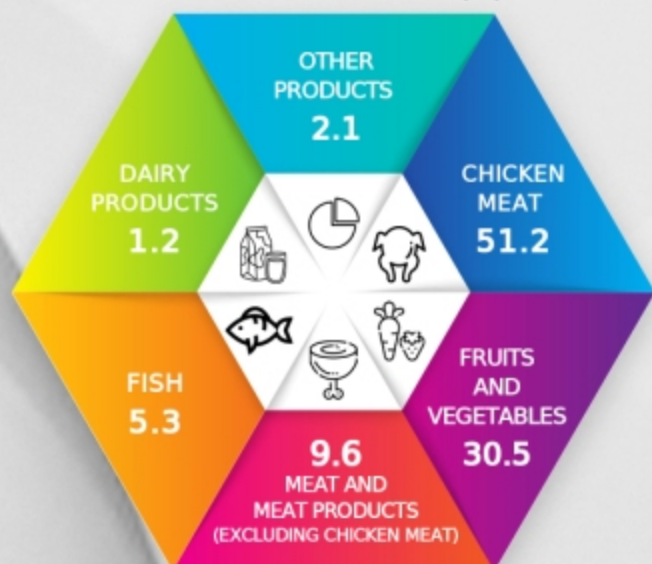 OTHER
PRODUCTS
2.1
CHICKEN
MEAT
51.2
FRUITS
AND
VEGETABLES
30.5
9.6
MEAT AND
MEAT PRODUCTS
(EXCLUDING CHICKEN MEAT)
FISH
5.3
DAIRY
PRODUCTS
1.2